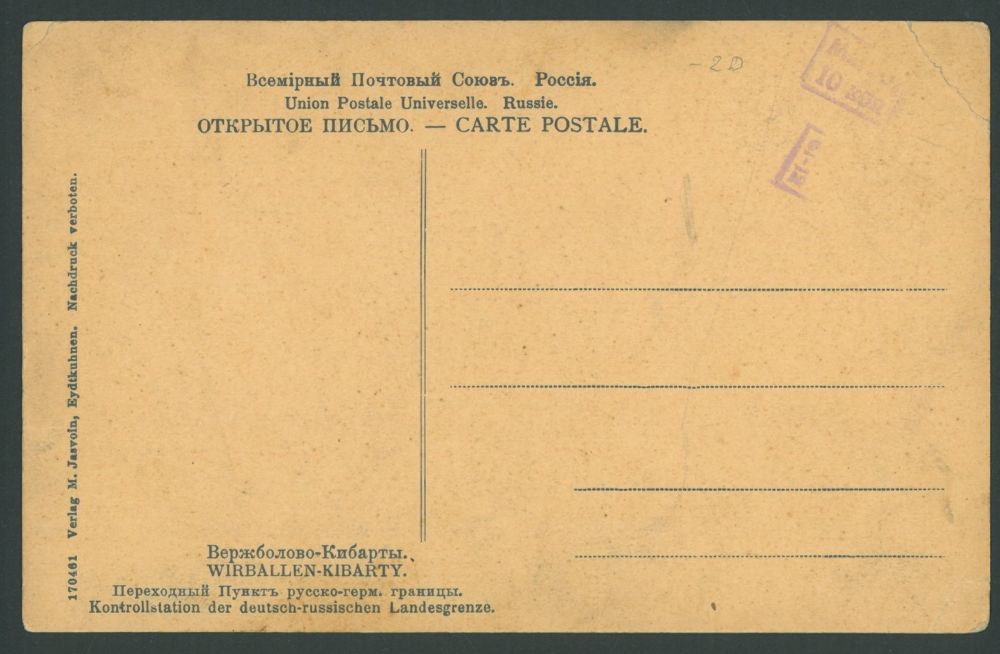 Всемірный Почтовый Союзъ. Россія.
Union Postale Universelle. Russie.
ОТКРЫТОЕ ПИСЬМО. — CARTE POSTALE.
-2D
10 коп
170461 Verlag M. Jasvoin, Eydtkuhnen. Nachdruck verboten.
Вержболово-Кибарты.
WIRBALLEN-KIBARTY.
Переходный Пунктъ русско-герм. границы.
Kontrollstation der deutsch-russischen Landesgrenze.